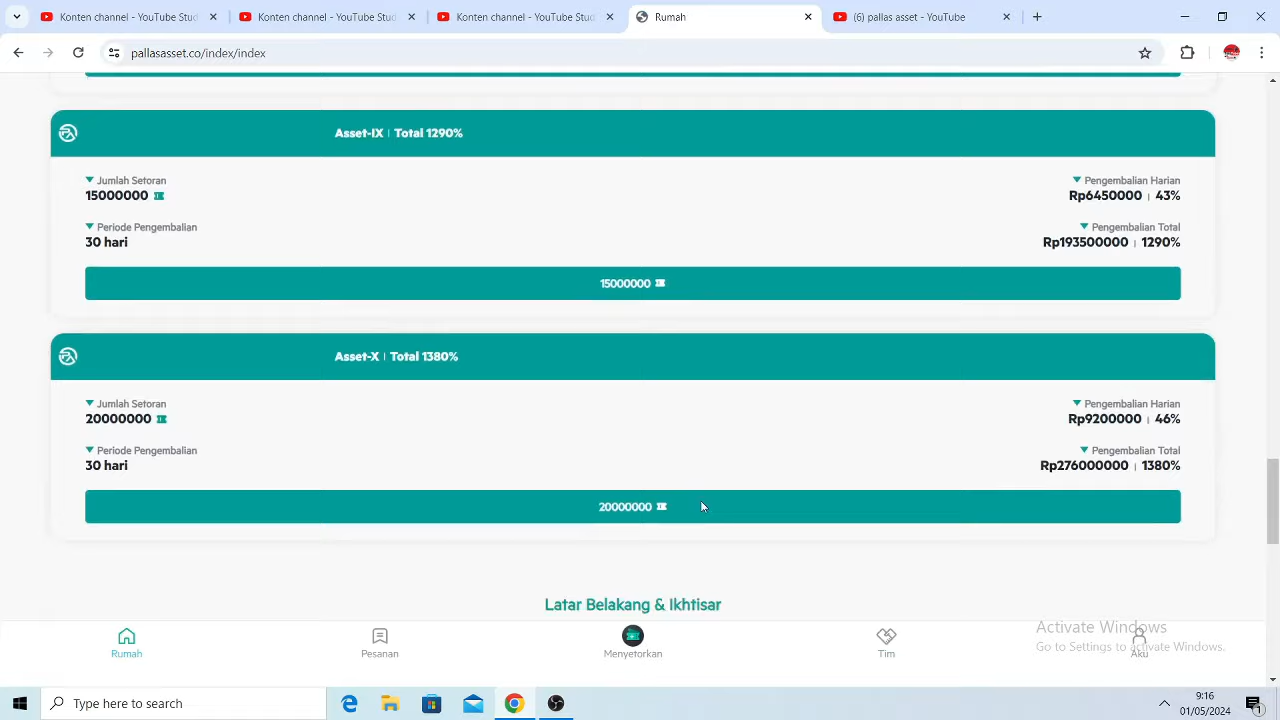 Konten channel - YouTube Stu
Konten channel - YouTube Stu
Konten channel - YouTube Stud
Rumah
(6) pallas asset - YouTube
pallasasset.co/index/index
Asset-IX | Total 1290%
Jumlah Setoran
15000000
Pengembalian Harian
Rp6450000 | 43%
Periode Pengembalian
30 hari
Pengembalian Total
Rp193500000 | 1290%
15000000
Asset-X | Total 1380%
Jumlah Setoran
20000000
Pengembalian Harian
Rp9200000 | 46%
Periode Pengembalian
30 hari
Pengembalian Total
Rp276000000 | 1380%
20000000
Latar Belakang & Ikhtisar
Rumah
Pesanan
Menyetorkan
Tim
Aku
Activate Windows
Go to Settings to activate Windows.
Type here to search
9:16
01/05/2024